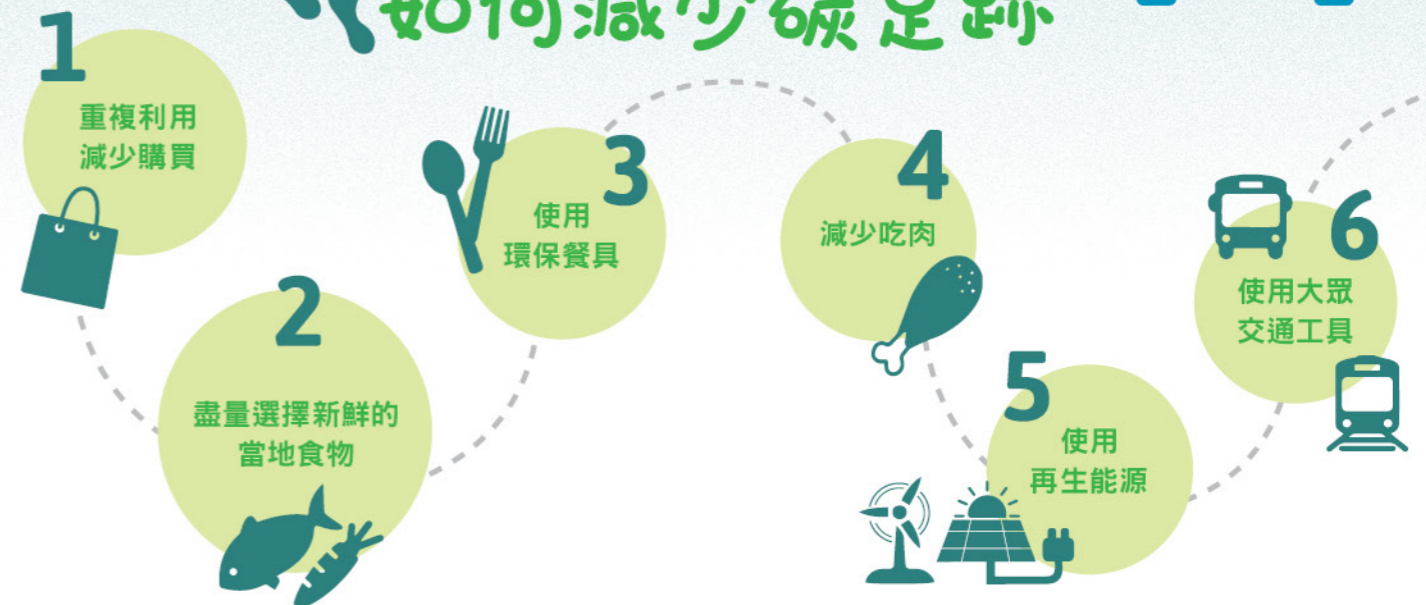 如何減少碳足跡
1
重複利用
減少購買
2
盡量選擇新鮮的
當地食物
3
使用
環保餐具
4
減少吃肉
5
使用
再生能源
6
使用大眾
交通工具